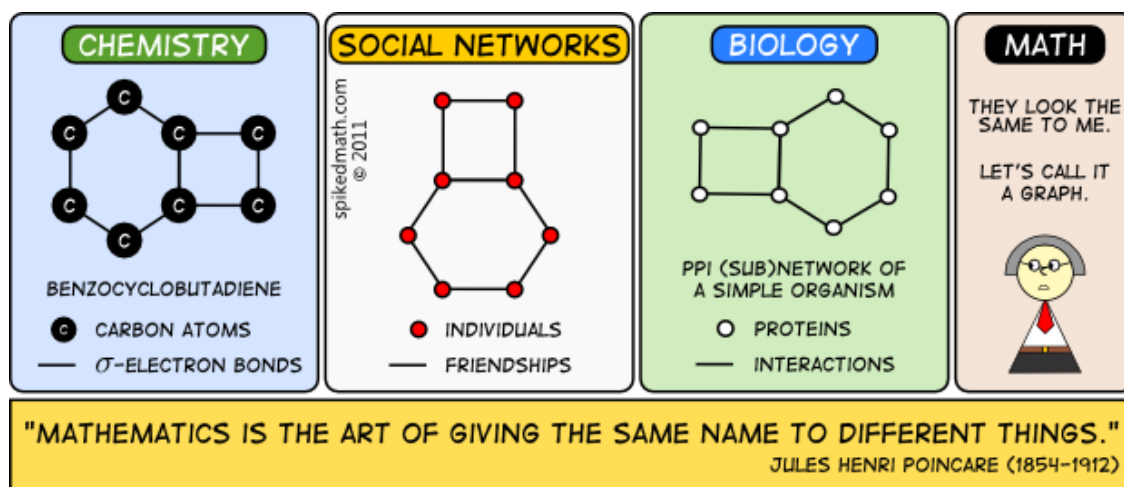 CHEMISTRY
C
C
C
C
C
C
C
C
BENZOCYCLOBUTADIENE
C CARBON ATOMS
σ-ELECTRON BONDS
SOCIAL NETWORKS
spikedmath.com
© 2011
INDIVIDUALS
FRIENDSHIPS
BIOLOGY
PPI (SUB)NETWORK OF
A SIMPLE ORGANISM
PROTEINS
INTERACTIONS
MATH
THEY LOOK THE
SAME TO ME.
LET'S CALL IT
A GRAPH.
"MATHEMATICS IS THE ART OF GIVING THE SAME NAME TO DIFFERENT THINGS."
JULES HENRI POINCARE (1854-1912)